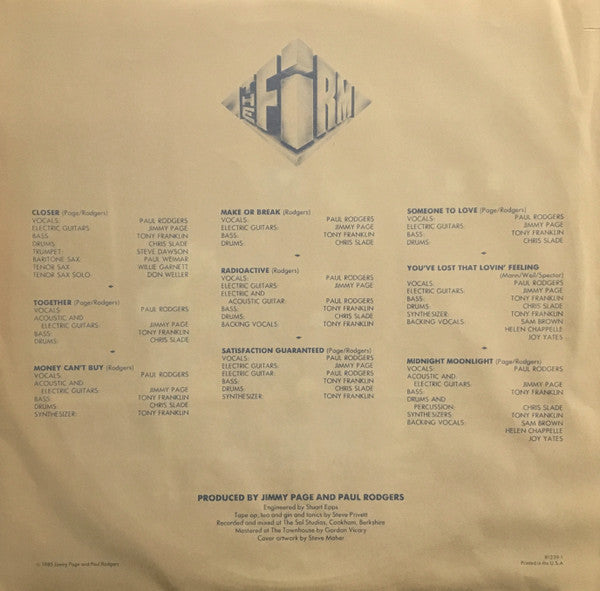 THE FIRM
CLOSER (Page/Rodgers)
VOCALS: PAUL RODGERS
ELECTRIC GUITARS: JIMMY PAGE
BASS: TONY FRANKLIN
DRUMS: CHRIS SLADE
TRUMPET: STEVE DAWSON
BARITONE SAX: PAUL WEIMAR
TENOR SAX: WILLIE GARNETT
TENOR SAX SOLO: DON WELLER
TOGETHER (Page/Rodgers)
VOCALS: PAUL RODGERS
ACOUSTIC AND
ELECTRIC GUITARS: JIMMY PAGE
BASS: TONY FRANKLIN
DRUMS: CHRIS SLADE
MONEY CAN'T BUY (Rodgers)
VOCALS: PAUL RODGERS
ACOUSTIC AND
ELECTRIC GUITARS: JIMMY PAGE
BASS: TONY FRANKLIN
DRUMS: CHRIS SLADE
SYNTHESIZER: TONY FRANKLIN
MAKE OR BREAK (Rodgers)
VOCALS: PAUL RODGERS
ELECTRIC GUITARS: JIMMY PAGE
BASS: TONY FRANKLIN
DRUMS: CHRIS SLADE
RADIOACTIVE (Rodgers)
VOCALS: PAUL RODGERS
ELECTRIC GUITARS: JIMMY PAGE
ELECTRIC AND
ACOUSTIC GUITAR: PAUL RODGERS
BASS: TONY FRANKLIN
DRUMS: CHRIS SLADE
BACKING VOCALS: TONY FRANKLIN
SATISFACTION GUARANTEED (Page/Rodgers)
VOCALS: PAUL RODGERS
ELECTRIC GUITAR: JIMMY PAGE
ELECTRIC GUITAR: PAUL RODGERS
BASS: TONY FRANKLIN
DRUMS: CHRIS SLADE
SYNTHESIZER: TONY FRANKLIN
SOMEONE TO LOVE (Page/Rodgers)
VOCALS: PAUL RODGERS
ELECTRIC GUITARS: JIMMY PAGE
BASS: TONY FRANKLIN
DRUMS: CHRIS SLADE
YOU'VE LOST THAT LOVIN' FEELING
(Mann/Weil/Spector)
VOCALS: PAUL RODGERS
ELECTRIC GUITARS: JIMMY PAGE
BASS: TONY FRANKLIN
DRUMS: CHRIS SLADE
SYNTHESIZER: TONY FRANKLIN
BACKING VOCALS: SAM BROWN
HELEN CHAPPELLE
JOY YATES
MIDNIGHT MOONLIGHT (Page/Rodgers)
VOCALS: PAUL RODGERS
ACOUSTIC AND
ELECTRIC GUITARS: JIMMY PAGE
BASS: TONY FRANKLIN
DRUMS AND
PERCUSSION: CHRIS SLADE
SYNTHESIZERS: TONY FRANKLIN
BACKING VOCALS: SAM BROWN
HELEN CHAPPELLE
JOY YATES
PRODUCED BY JIMMY PAGE AND PAUL RODGERS
Engineered by Stuart Epps
Tape op, tea and gin and tonics by Steve Privett
Recorded and mixed at The Sol Studios, Cookham, Berkshire
Mastered at The Townhouse by Gordon Vicary
Cover artwork by Steve Maher
© 1985 Jimmy Page and Paul Rodgers
81239-1
Printed in the U.S.A